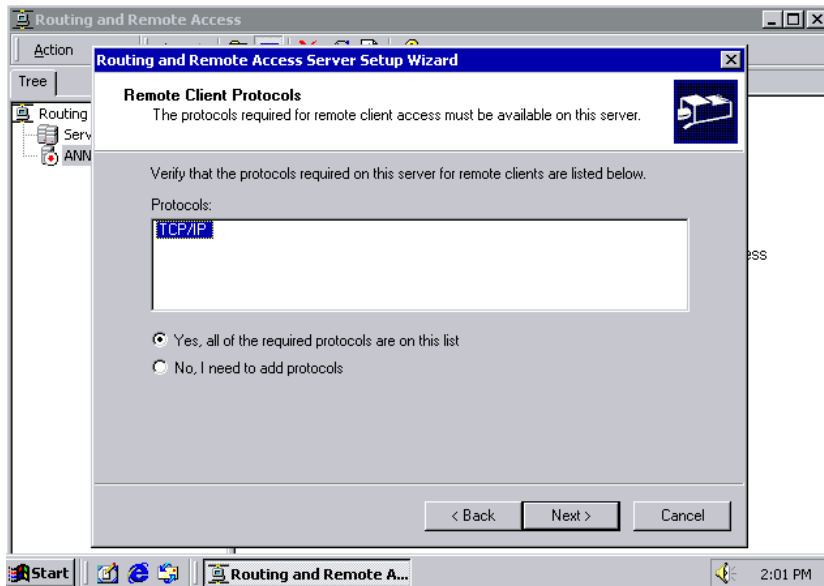 Routing and Remote Access
Action
Tree
Routing
Serv
ANN
Routing and Remote Access Server Setup Wizard
Remote Client Protocols
The protocols required for remote client access must be available on this server.
Verify that the protocols required on this server for remote clients are listed below.
Protocols:
TCP/IP
Yes, all of the required protocols are on this list
No, I need to add protocols
< Back
Next >
Cancel
ess
Start
Routing and Remote A...
2:01 PM